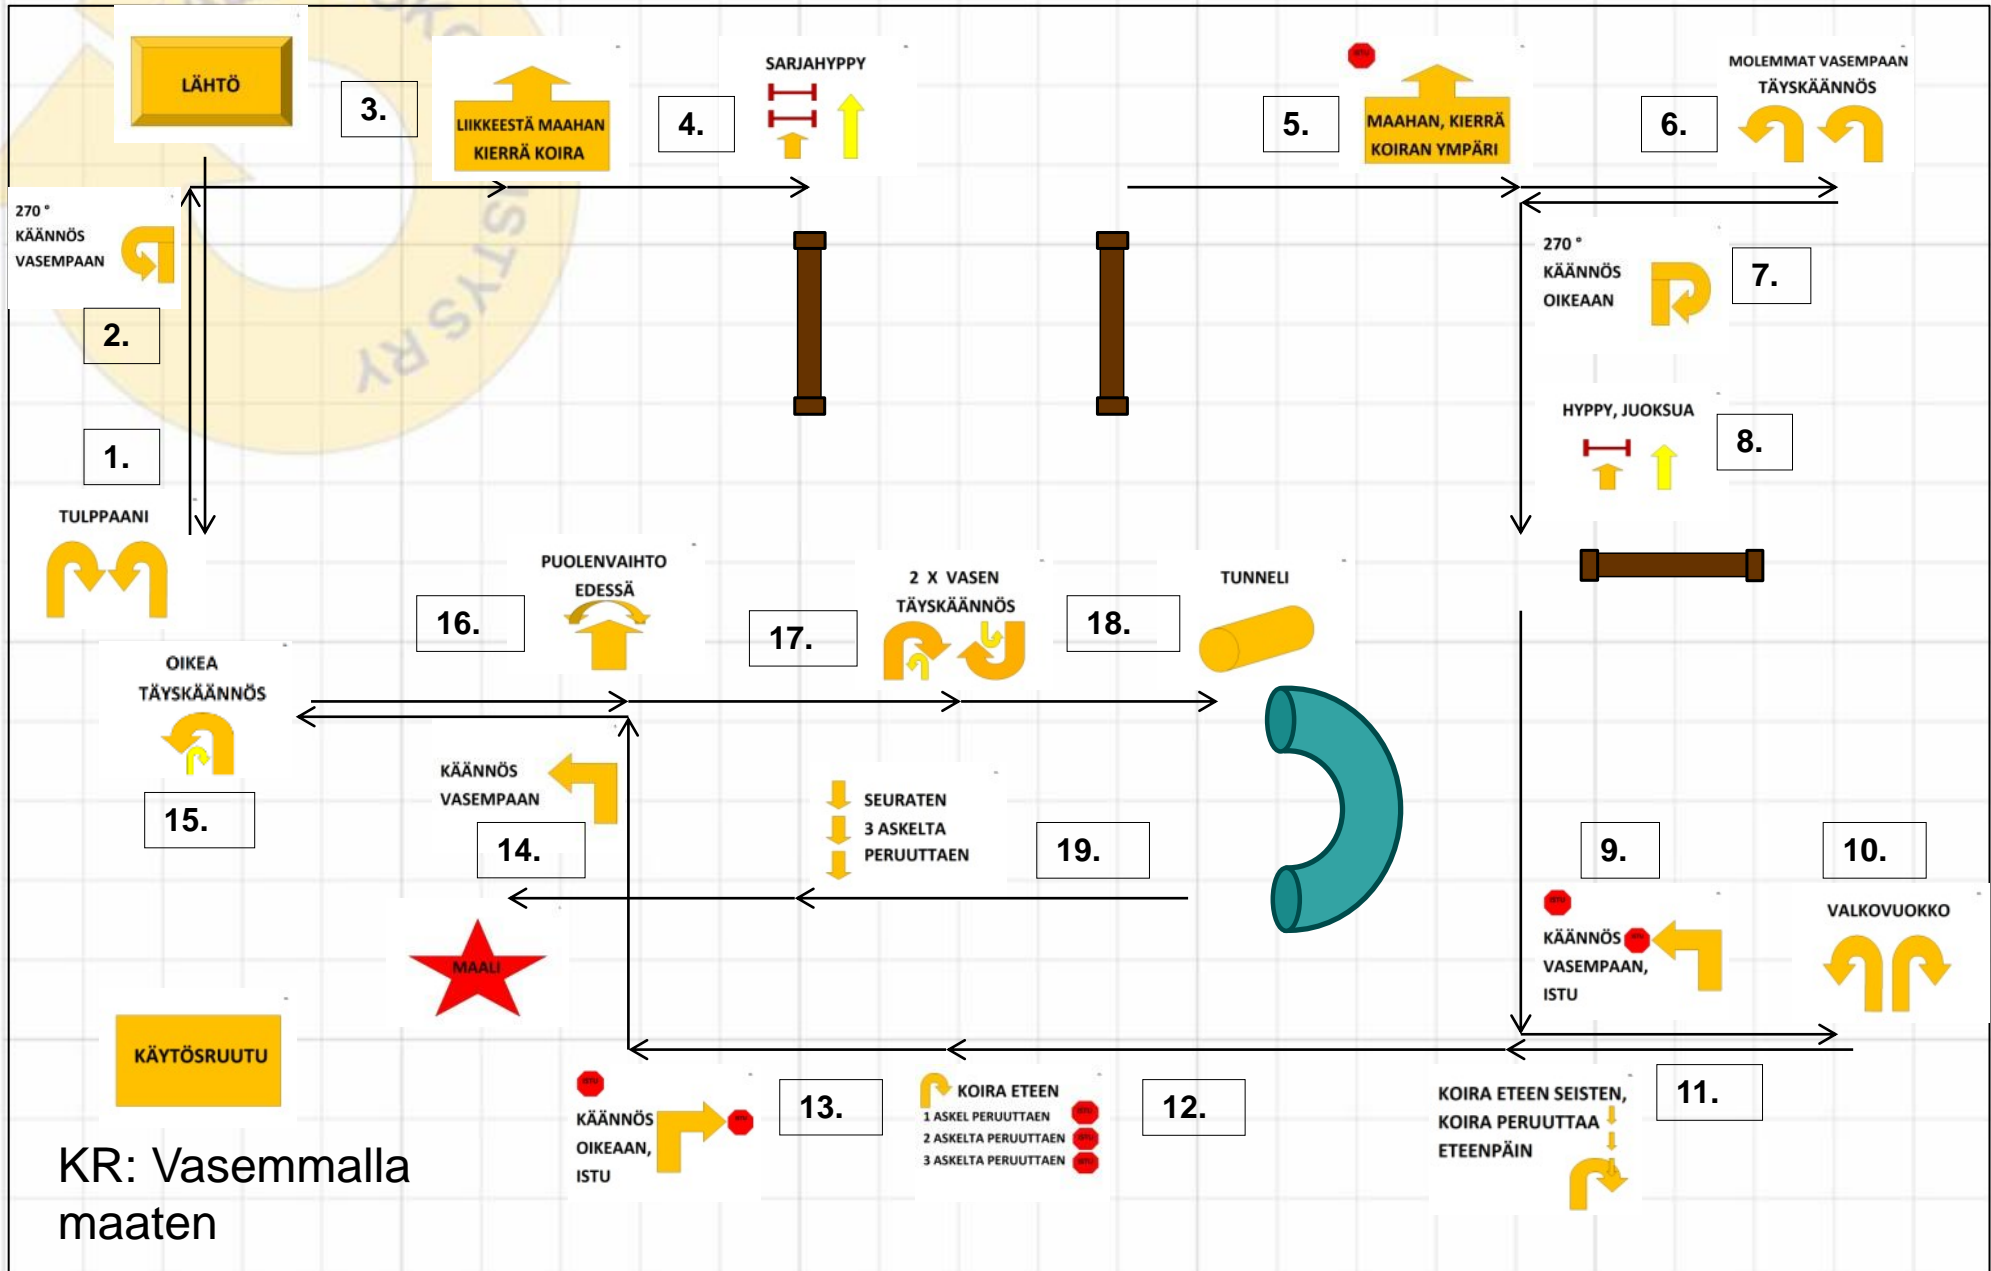 LÄHTÖ
1.
TULPPAANI
2.
270 °
KÄÄNNÖS
VASEMPAAN
3.
LIIKKEESTÄ MAAHAN
KIERRÄ KOIRA
4.
SARJAHYPPY
5.
MAAHAN, KIERRÄ
KOIRAN YMPÄRI
6.
MOLEMMAT VASEMPAAN
TÄYSKÄÄNNÖS
7.
270 °
KÄÄNNÖS
OIKEAAN
8.
HYPPY, JUOKSUA
9.
KÄÄNNÖS
VASEMPAAN,
ISTU
10.
VALKOVUOKKO
11.
KOIRA ETEEN SEISTEN,
KOIRA PERUUTTAA
ETEENPÄIN
12.
KOIRA ETEEN
1 ASKEL PERUUTTAEN
2 ASKELTA PERUUTTAEN
3 ASKELTA PERUUTTAEN
13.
KÄÄNNÖS
OIKEAAN,
ISTU
14.
KÄÄNNÖS
VASEMPAAN
15.
OIKEA
TÄYSKÄÄNNÖS
16.
PUOLENVAIHTO
EDESSÄ
17.
2 X VASEN
TÄYSKÄÄNNÖS
18.
TUNNELI
19.
SEURATEN
3 ASKELTA
PERUUTTAEN
MAALI
KÄYTÖSRUUTU
KR: Vasemmalla
maaten
STYS RY